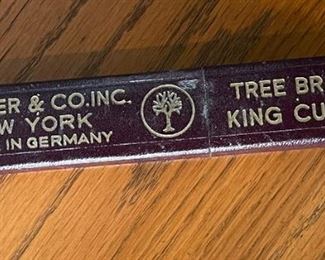 ER & CO. INC.
W YORK
IN GERMANY
TREE BR
KING CU